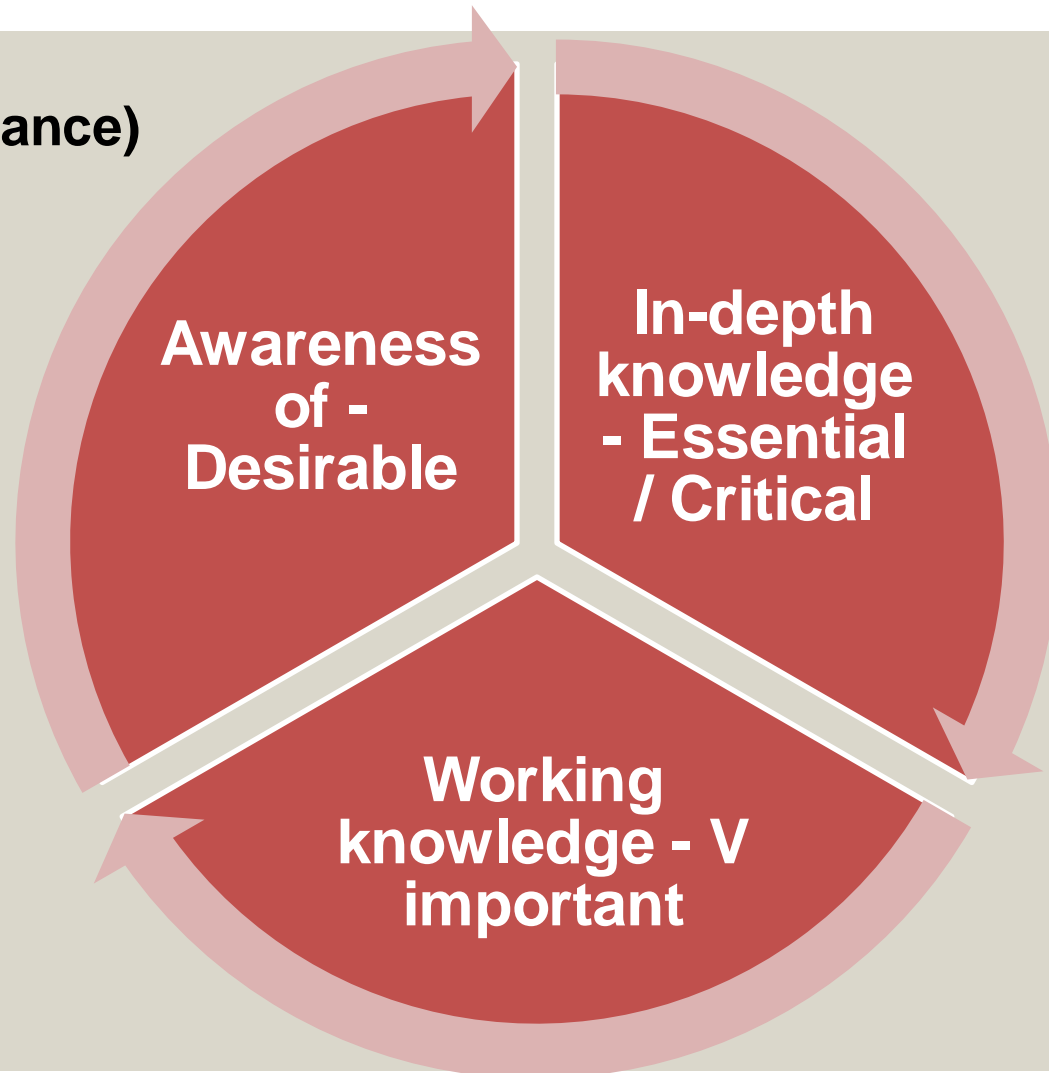 ance)
Awareness
of -
Desirable
In-depth
knowledge
- Essential
/ Critical
Working
knowledge - V
important